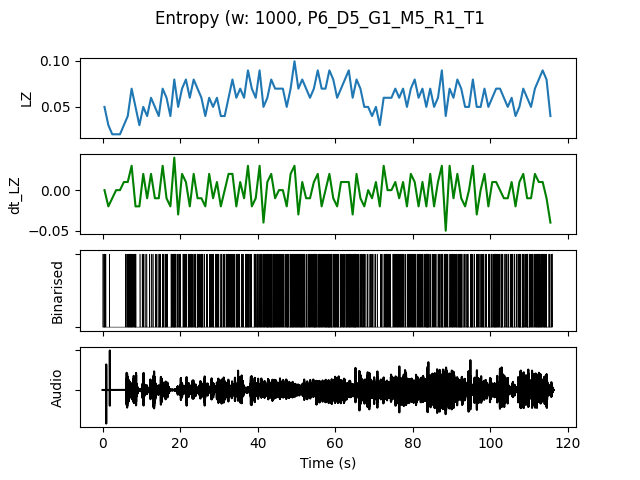 Entropy (w: 1000, P6_D5_G1_M5_R1_T1
0.10
0.05
LZ
0.00
−0.05
dt_LZ
Binarised
Audio
0 20 40 60 80 100 120
Time (s)